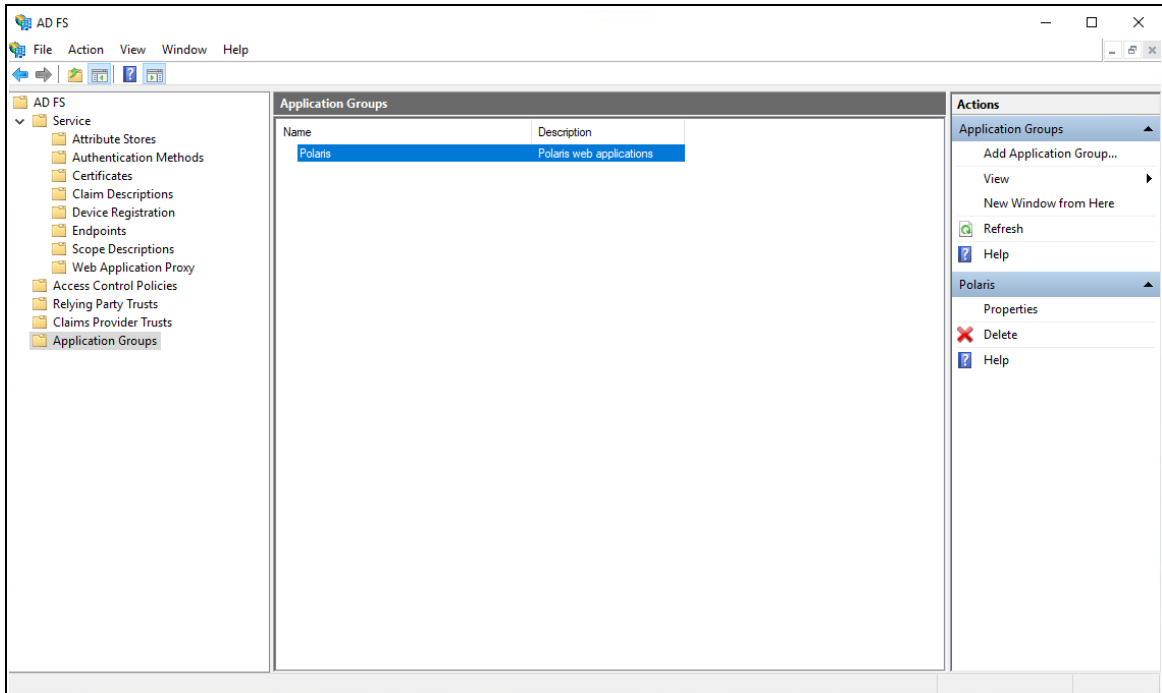 AD FS
File Action View Window Help
AD FS
Service
Attribute Stores
Authentication Methods
Certificates
Claim Descriptions
Device Registration
Endpoints
Scope Descriptions
Web Application Proxy
Access Control Policies
Relying Party Trusts
Claims Provider Trusts
Application Groups
Application Groups
Name Description
Polaris Polaris web applications
Actions
Application Groups
Add Application Group...
View
New Window from Here
Refresh
Help
Polaris
Properties
Delete
Help